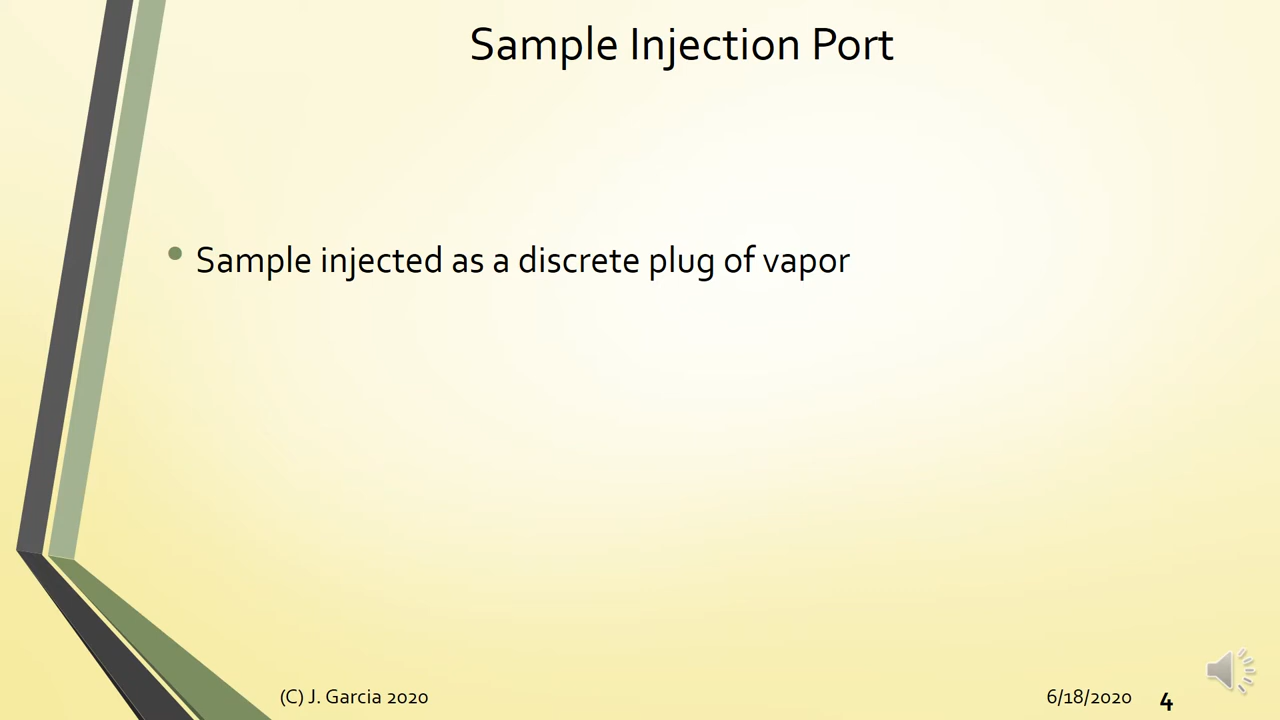 Sample Injection Port
• Sample injected as a discrete plug of vapor
(C) J. Garcia 2020
6/18/2020
4